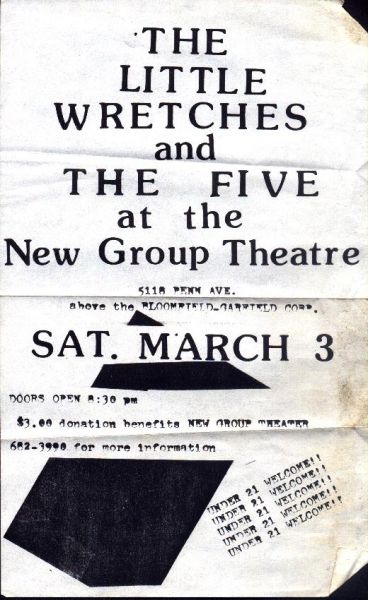 THE
LITTLE
WRETCHES
and
THE FIVE
at the
New Group Theatre
5118 PENN AVE.
above the BLOOMFIELD-GARFIELD CORP.
SAT. MARCH 3
DOORS OPEN 8:30 pm
$3.00 donation benefits NEW GROUP THEATER
682-3990 for more information
UNDER 21 WELCOME!!
UNDER 21 WELCOME!!
UNDER 21 WELCOME!!
UNDER 21 WELCOME!!
UNDER 21 WELCOME!!